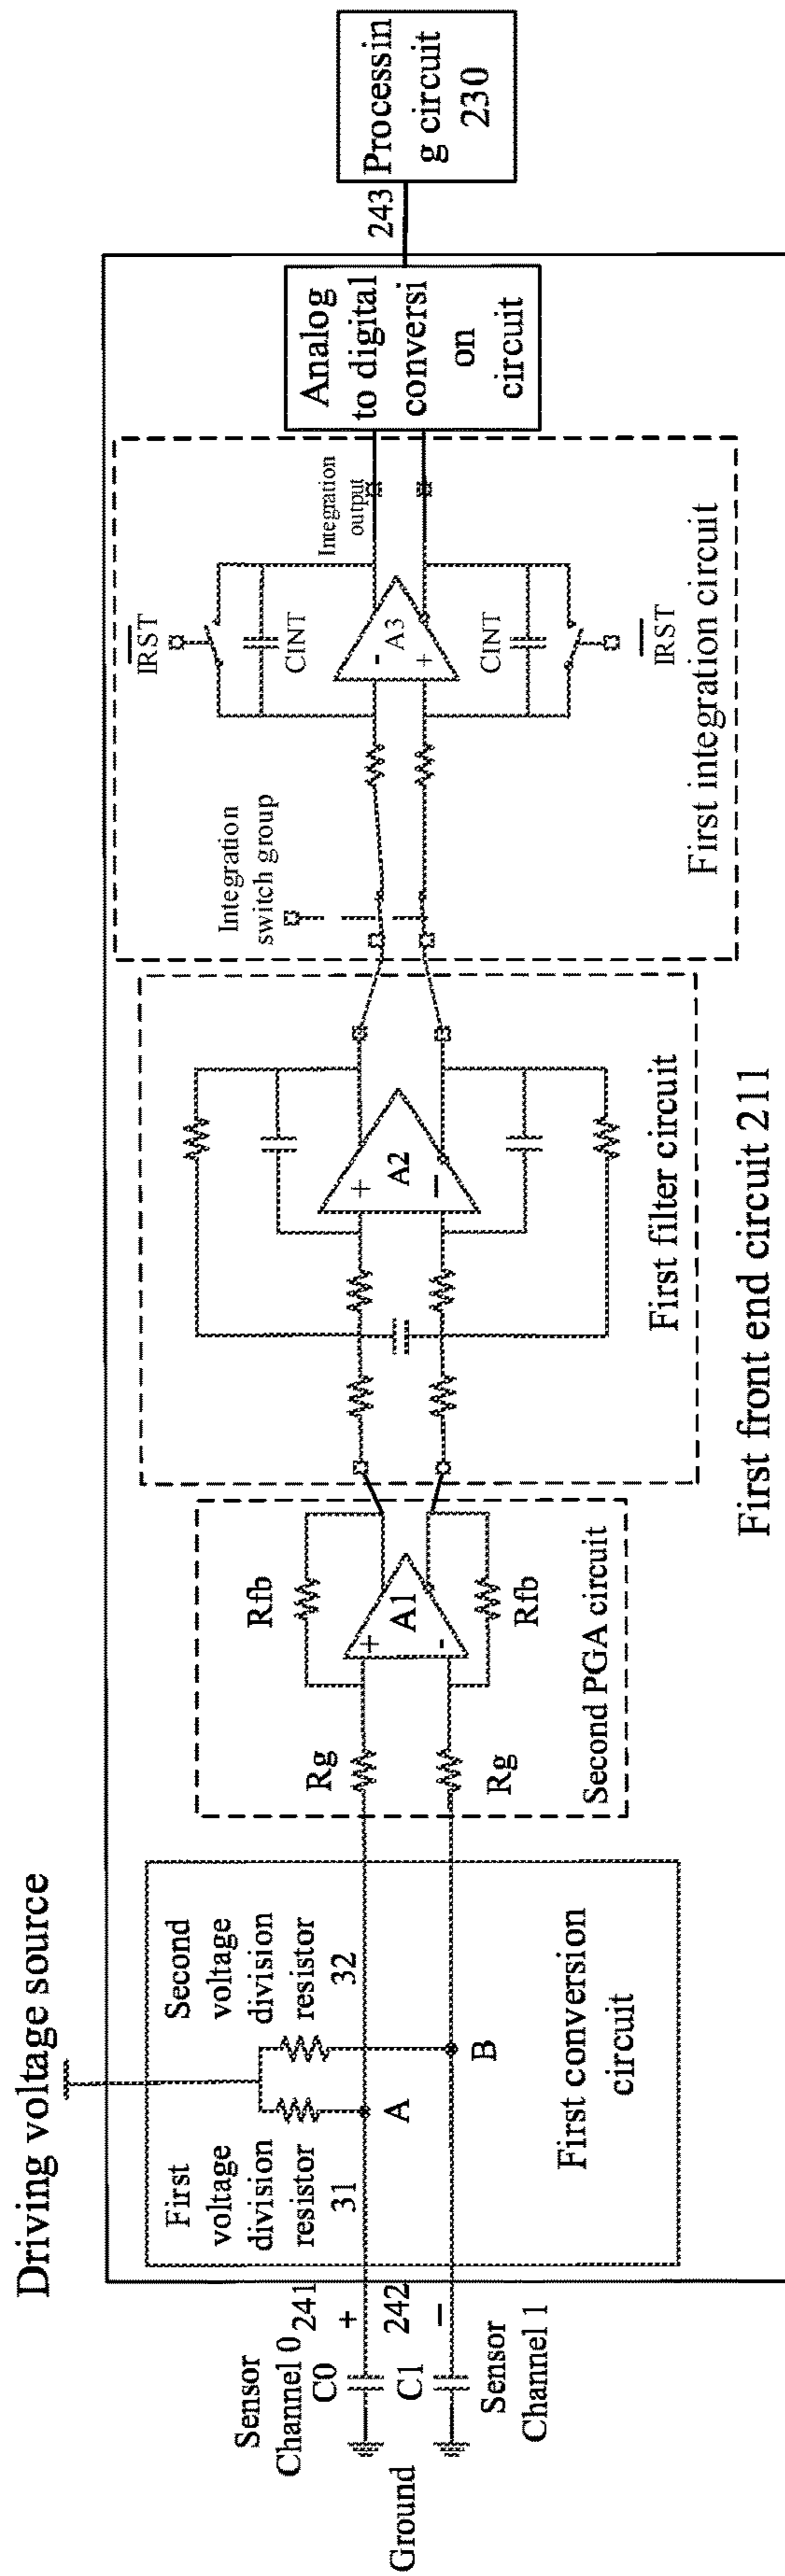 Driving voltage source
Sensor
Channel 0
C0
241
+
Ground
C1
242
−
Sensor
Channel 1
First
voltage
division
resistor
31
Second
voltage
division
resistor
32
A
B
First conversion
circuit
Rg
Rg
Rfb
+
A1
-
Rfb
Second PGA circuit
+
A2
−
First filter circuit
Integration
switch group
IRST
CINT
-
A3
+
CINT
IRST
Integration
output
First integration circuit
Analog
to digital
conversi
on
circuit
243
Processin
g circuit
230
First front end circuit 211